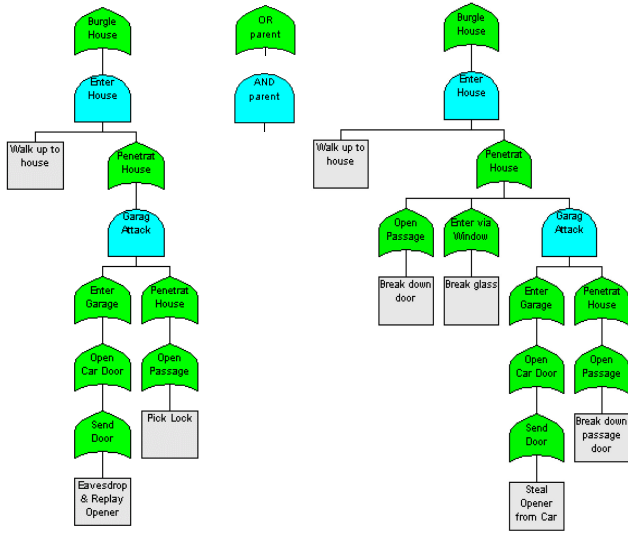 Burgle
House
Enter
House
Walk up to
house
Penetrat
House
Garag
Attack
Enter
Garage
Penetrat
House
Open
Car Door
Open
Passage
Send
Door
Pick Lock
Eavesdrop
& Replay
Opener
OR
parent
AND
parent
Burgle
House
Enter
House
Walk up to
house
Penetrat
House
Open
Passage
Enter via
Window
Garag
Attack
Break down
door
Break glass
Enter
Garage
Penetrat
House
Open
Car Door
Open
Passage
Send
Door
Break down
passage
door
Steal
Opener
from Car